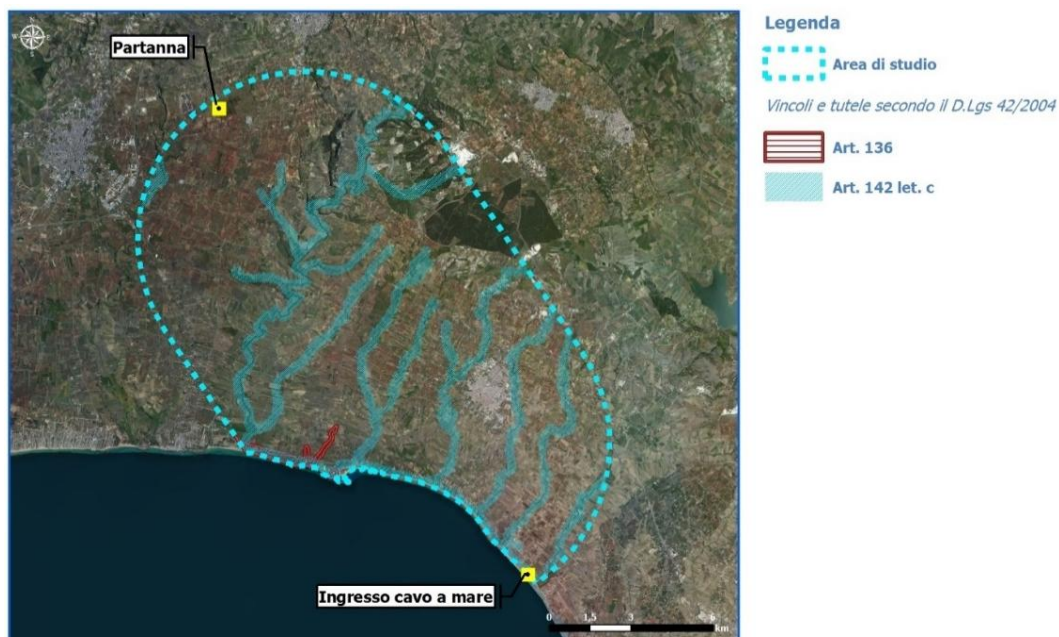 Partanna
Ingresso cavo a mare
0 1,5 3 6
km
Legenda
Area di studio
Vincoli e tutele secondo il D.Lgs 42/2004
Art. 136
Art. 142 let. c